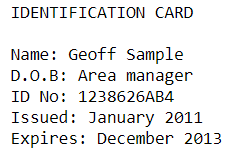 IDENTIFICATION CARD
Name: Geoff Sample
D.O.B: Area manager
ID No: 1238626AB4
Issued: January 2011
Expires: December 2013